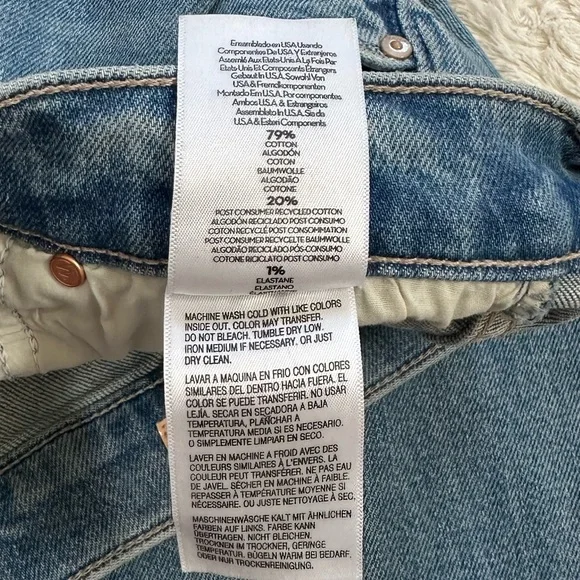 Ensamblado en USA Usando
Componentes De USA Y Extranjeros
Assemblé Aux Etats-Unis À La Fois Par
Etats-Unis Et Composants Etrangers
Gebaut In U.S.A, Sowohl Von
USA & Fremdkomponenten
Montado Em U.S.A, Por componentes
Ambos U.S.A & Estrangeiros
Assembleto In U.S.A, Sia da
U.S.A & Esteri Components
79%
COTTON
ALGODÓN
COTON
BAUMWOLLE
ALGODÃO
COTONE
20%
POST CONSUMER RECYCLED COTTON
ALGODÓN RECICLADO POST CONSUMO
COTON RECYCLÉ POST CONSOMMATION
POST CONSUMER RECYCELTE BAUMWOLLE
ALGODÃO RECICLADO PÓS-CONSUMO
COTONE RICICLATO POST CONSUMO
1%
ELASTANE
ELASTANO
MACHINE WASH COLD WITH LIKE COLORS
INSIDE OUT. COLOR MAY TRANSFER.
DO NOT BLEACH. TUMBLE DRY LOW.
IRON MEDIUM IF NECESSARY. OR JUST
DRY CLEAN.
LAVAR A MAQUINA EN FRIO CON COLORES
SIMILARES DEL DENTRO HACIA FUERA. EL
COLOR SE PUEDE TRANSFERIR. NO USAR
LEJÍA. SECAR EN SECADORA A BAJA
TEMPERATURA, PLANCHAR A
TEMPERATURA MEDIA SI ES NECESARIO.
O SIMPLEMENTE LIMPIAR EN SECO.
LAVER EN MACHINE A FROID AVEC DES
COULEURS SIMILAIRES À L'ENVERS. LA
COULEUR PEUT TRANSFÉRER. NE PAS EAU
DE JAVEL. SÉCHER EN MACHINE À FAIBLE.
REPASSER À TEMPÉRATURE MOYENNE SI
NÉCESSAIRE. OU JUSTE NETTOYAGE À SEC.
MASCHINENWÄSCHE KALT MIT ÄHNLICHEN
FARBEN AUF LINKS. FARBE KANN
ÜBERTRAGEN. NICHT BLEICHEN.
TROCKNEN IM TROCKNER, GERINGE
TEMPERATUR. BÜGELN WARM BEI BEDARF.
ODER NUR TROCKENREINIGUNG.